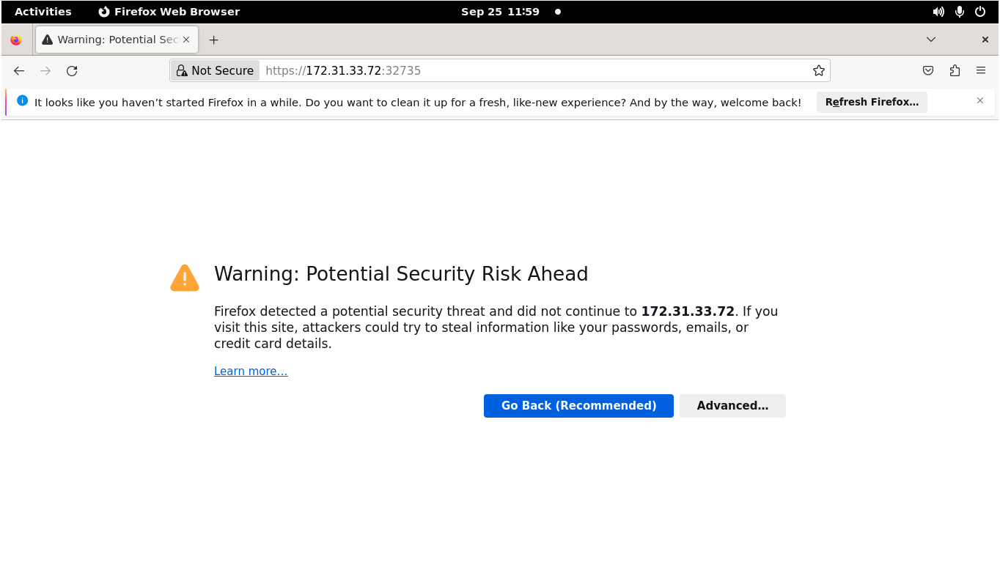 Activities Firefox Web Browser Sep 25 11:59
Warning: Potential Sec
Not Secure https://172.31.33.72:32735
It looks like you haven’t started Firefox in a while. Do you want to clean it up for a fresh, like-new experience? And by the way, welcome back! Refresh Firefox…
Warning: Potential Security Risk Ahead
Firefox detected a potential security threat and did not continue to 172.31.33.72. If you
visit this site, attackers could try to steal information like your passwords, emails, or
credit card details.
Learn more…
Go Back (Recommended) Advanced…